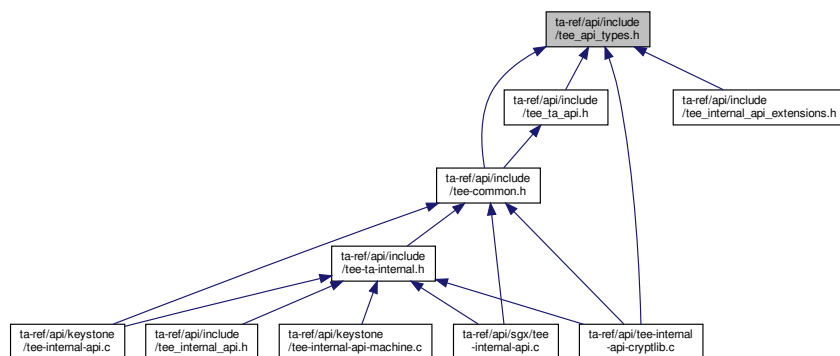 ta-ref/api/include
/tee_api_types.h
ta-ref/api/include
/tee_ta_api.h
ta-ref/api/include
/tee_internal_api_extensions.h
ta-ref/api/include
/tee-common.h
ta-ref/api/include
/tee-ta-internal.h
ta-ref/api/keystone
/tee-internal-api.c
ta-ref/api/include
/tee_internal_api.h
ta-ref/api/keystone
/tee-internal-api-machine.c
ta-ref/api/sgx/tee
-internal-api.c
ta-ref/api/tee-internal
-api-cryptlib.c